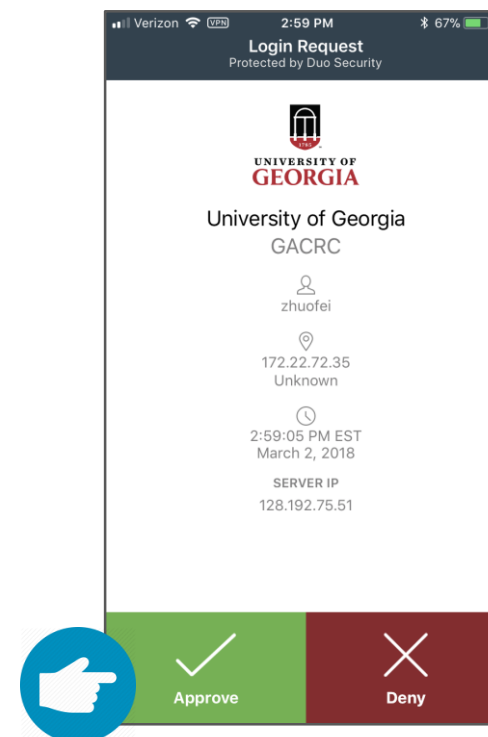 Verizon VPN 2:59 PM 67%
Login Request
Protected by Duo Security
1785
UNIVERSITY OF
GEORGIA
University of Georgia
GACRC
zhuofei
172.22.72.35
Unknown
2:59:05 PM EST
March 2, 2018
SERVER IP
128.192.75.51
Approve Deny